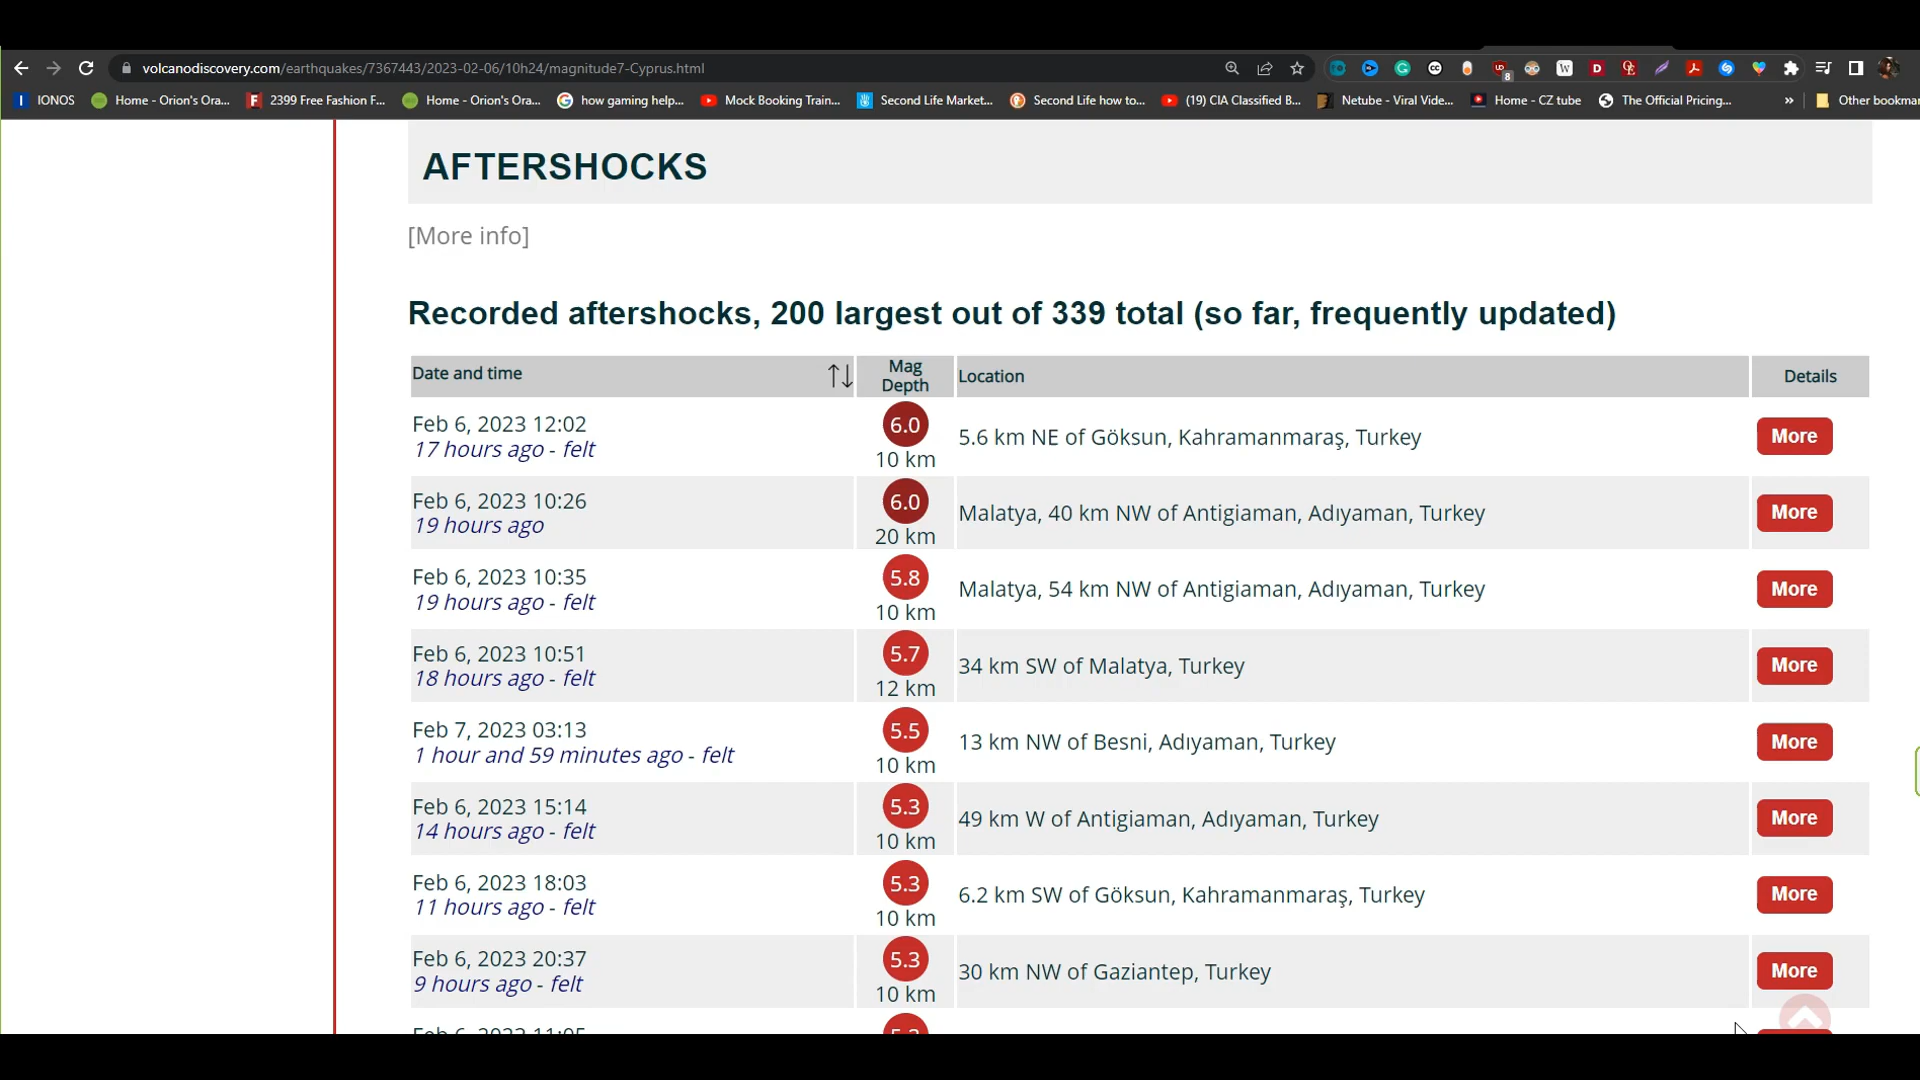 volcanodiscovery.com/earthquakes/7367443/2023-02-06/10h24/magnitude7-Cyprus.html
IONOS Home - Orion's Ora... 2399 Free Fashion F... Home - Orion's Ora... how gaming help... Mock Booking Train... Second Life Market... Second Life how to... (19) CIA Classified B... Netube - Viral Vide... Home - CZ tube The Official Pricing... » Other bookmar
AFTERSHOCKS
[More info]
Recorded aftershocks, 200 largest out of 339 total (so far, frequently updated)
Date and time Mag Depth Location Details
Feb 6, 2023 12:02 6.0
17 hours ago - felt 10 km 5.6 km NE of Göksun, Kahramanmaraş, Turkey More
Feb 6, 2023 10:26 6.0
19 hours ago 20 km Malatya, 40 km NW of Antigiaman, Adıyaman, Turkey More
Feb 6, 2023 10:35 5.8
19 hours ago - felt 10 km Malatya, 54 km NW of Antigiaman, Adıyaman, Turkey More
Feb 6, 2023 10:51 5.7
18 hours ago - felt 12 km 34 km SW of Malatya, Turkey More
Feb 7, 2023 03:13 5.5
1 hour and 59 minutes ago - felt 10 km 13 km NW of Besni, Adıyaman, Turkey More
Feb 6, 2023 15:14 5.3
14 hours ago - felt 10 km 49 km W of Antigiaman, Adıyaman, Turkey More
Feb 6, 2023 18:03 5.3
11 hours ago - felt 10 km 6.2 km SW of Göksun, Kahramanmaraş, Turkey More
Feb 6, 2023 20:37 5.3
9 hours ago - felt 10 km 30 km NW of Gaziantep, Turkey More